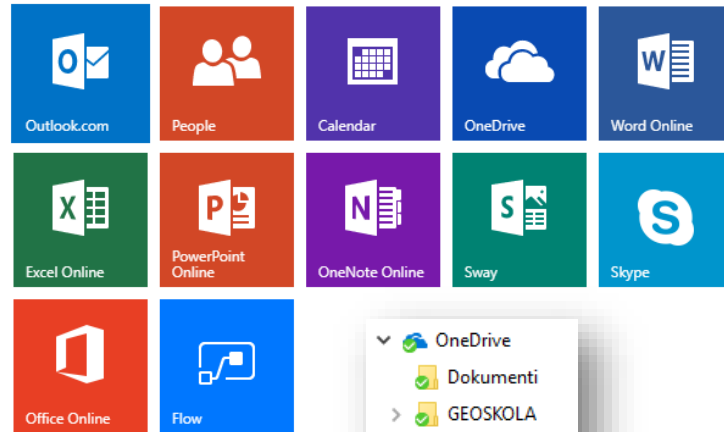 Outlook.com
People
Calendar
OneDrive
Word Online
Excel Online
PowerPoint
Online
OneNote Online
Sway
Skype
Office Online
Flow
OneDrive
Dokumenti
GEOSKOLA